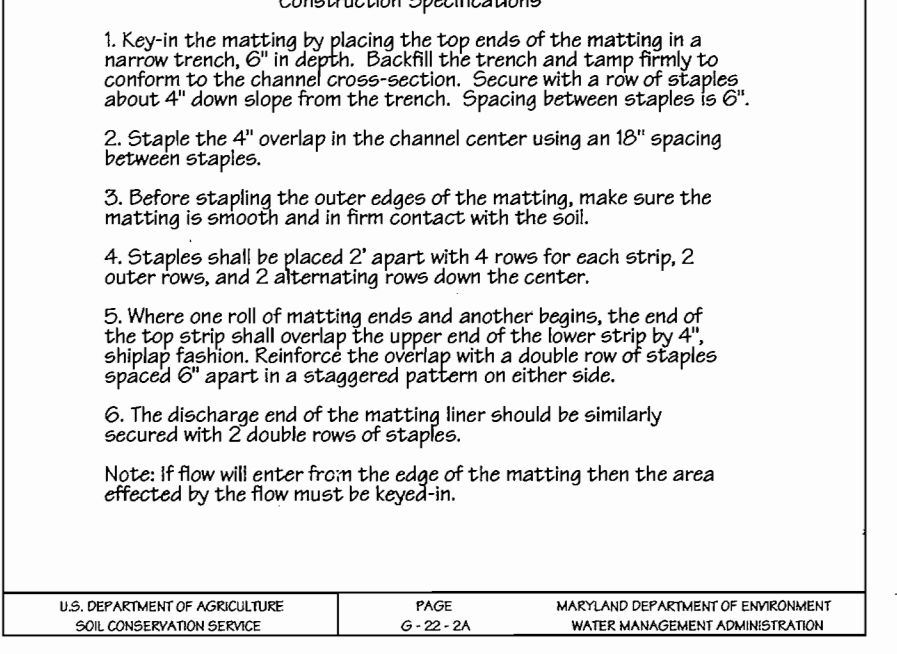 Construction Specifications
1. Key-in the matting by placing the top ends of the matting in a
narrow trench, 6" in depth. Backfill the trench and tamp firmly to
conform to the channel cross-section. Secure with a row of staples
about 4" down slope from the trench. Spacing between staples is 6".
2. Staple the 4" overlap in the channel center using an 18" spacing
between staples.
3. Before stapling the outer edges of the matting, make sure the
matting is smooth and in firm contact with the soil.
4. Staples shall be placed 2' apart with 4 rows for each strip, 2
outer rows, and 2 alternating rows down the center.
5. Where one roll of matting ends and another begins, the end of
the top strip shall overlap the upper end of the lower strip by 4",
shiplap fashion. Reinforce the overlap with a double row of staples
spaced 6" apart in a staggered pattern on either side.
6. The discharge end of the matting liner should be similarly
secured with 2 double rows of staples.
Note: If flow will enter from the edge of the matting then the area
effected by the flow must be keyed-in.
U.S. DEPARTMENT OF AGRICULTURE
SOIL CONSERVATION SERVICE
PAGE
G - 22 - 2A
MARYLAND DEPARTMENT OF ENVIRONMENT
WATER MANAGEMENT ADMINISTRATION